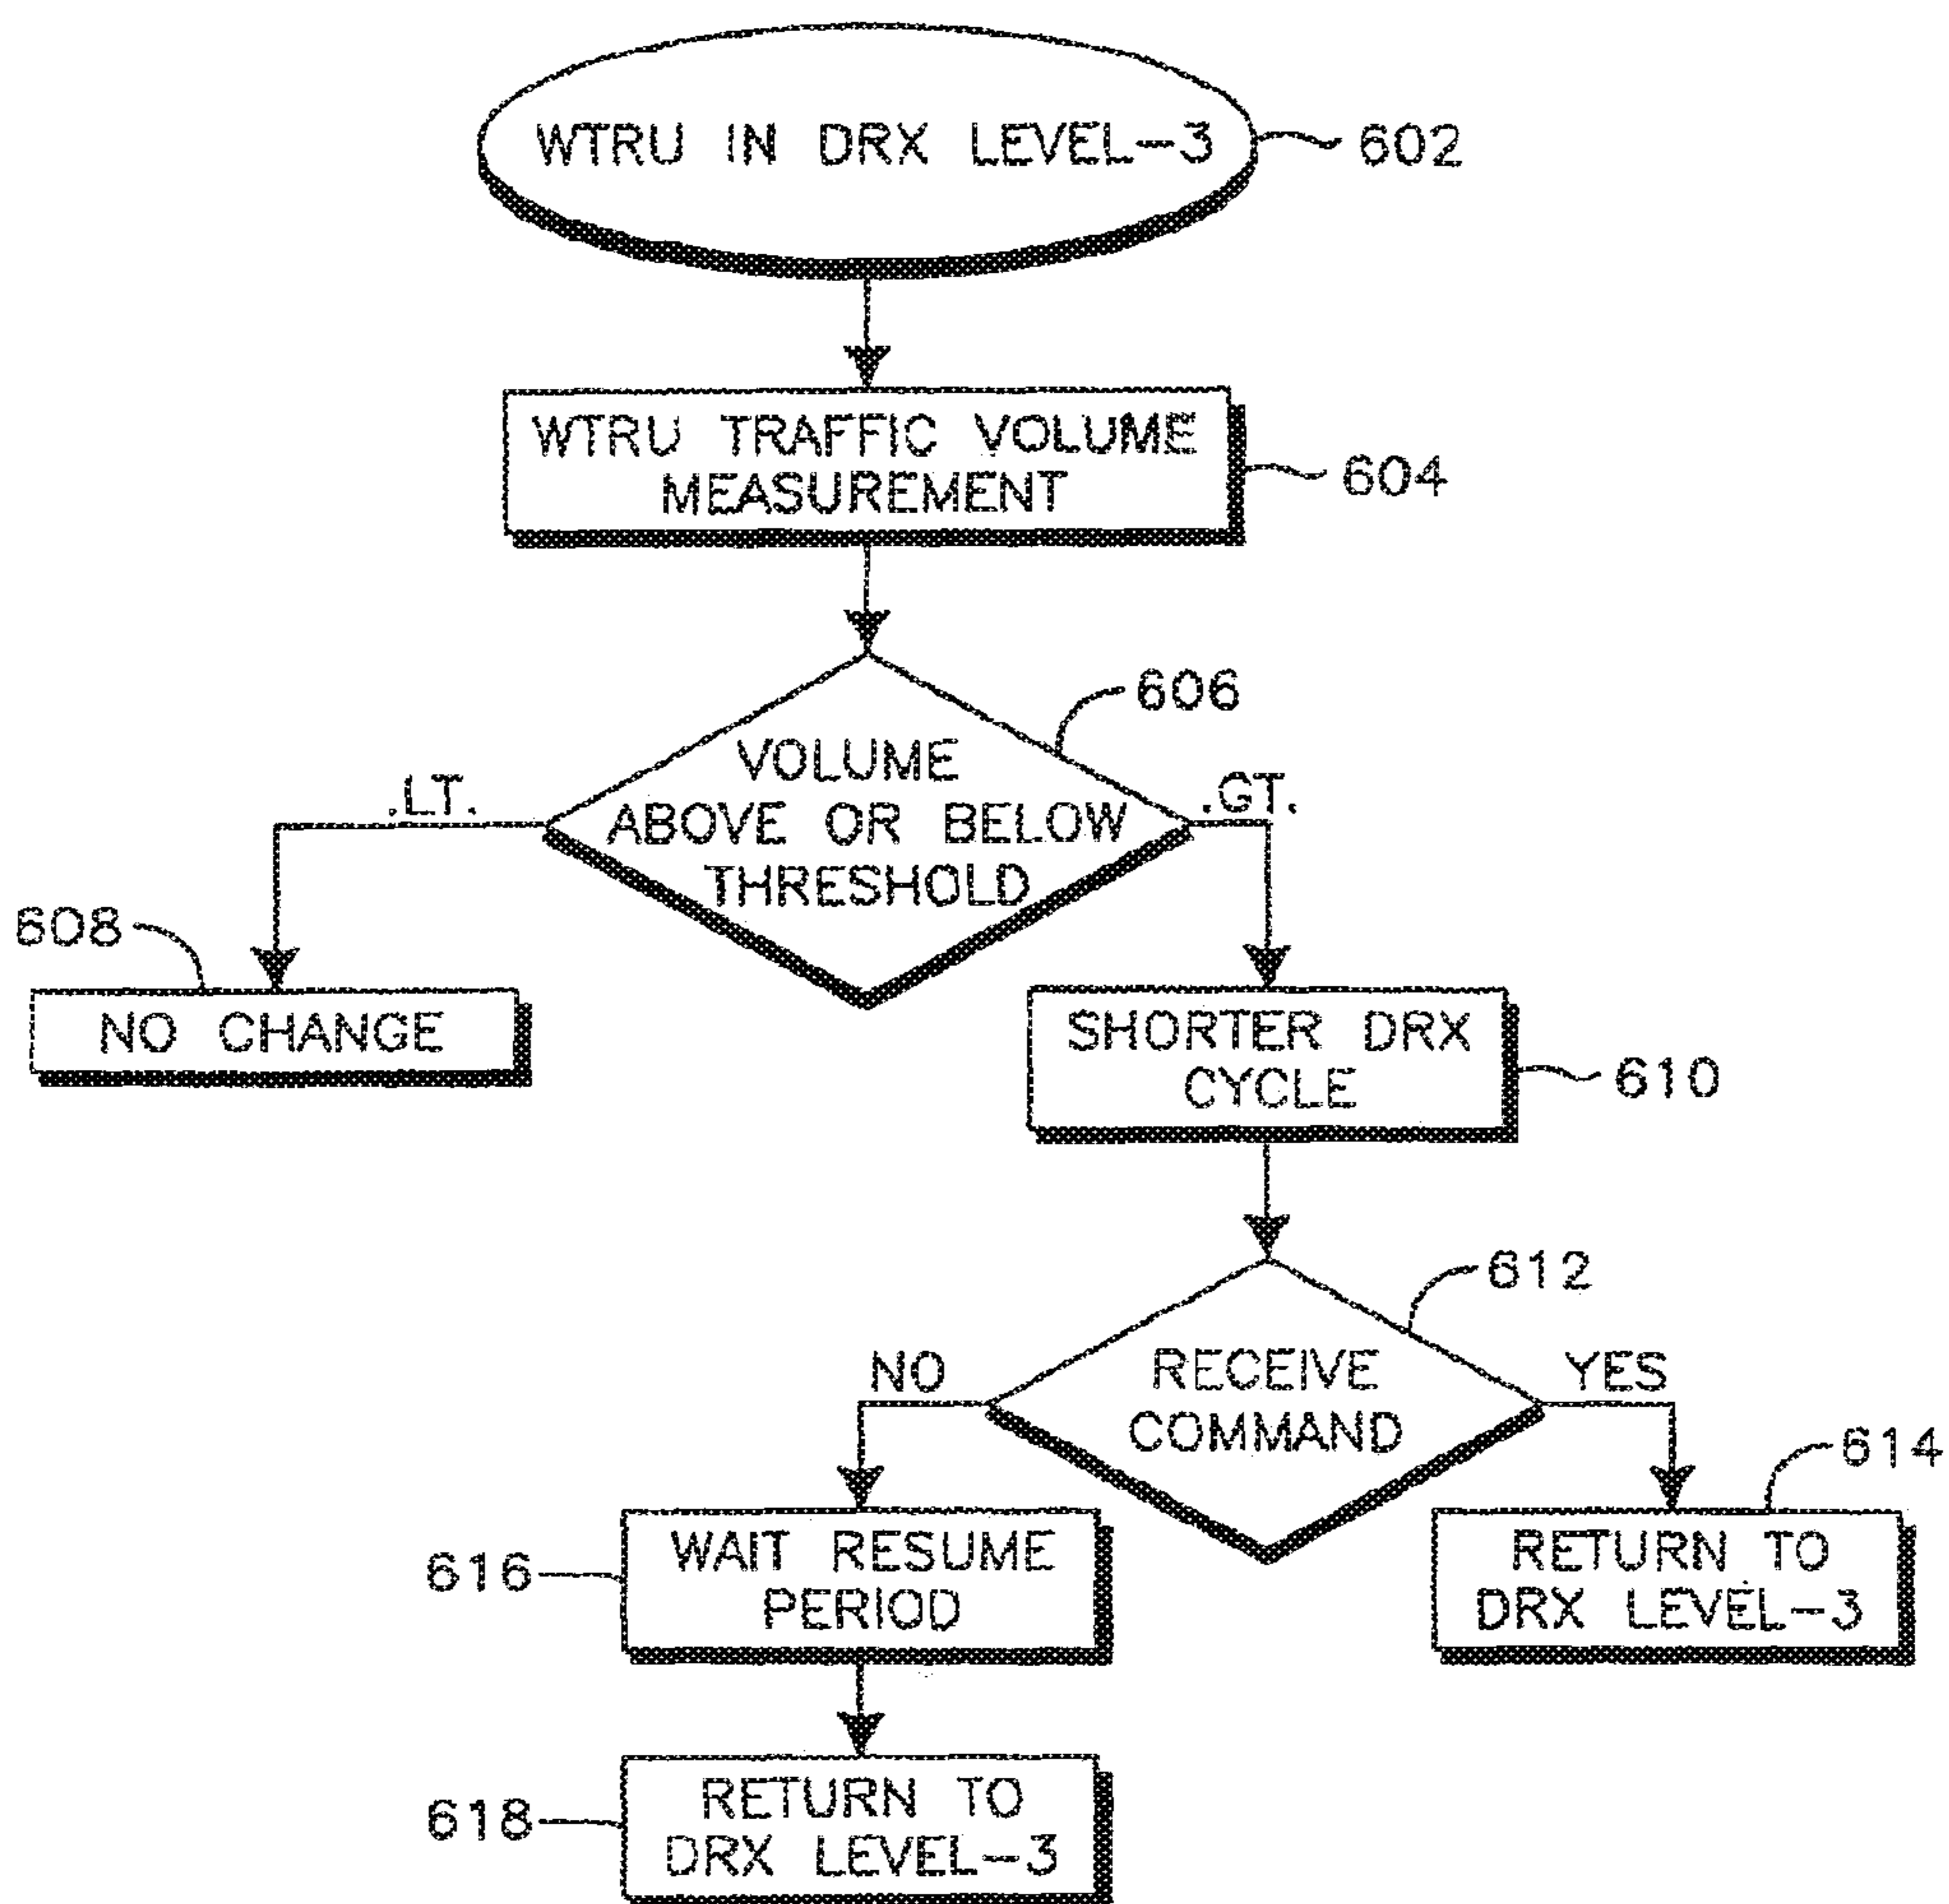 WTRU IN DRX LEVEL-3
602
WTRU TRAFFIC VOLUME
MEASUREMENT
604
606
VOLUME
ABOVE OR BELOW
THRESHOLD
.LT.
.GT.
608
NO CHANGE
SHORTER DRX
CYCLE
610
612
RECEIVE
COMMAND
NO
YES
614
616
WAIT RESUME
PERIOD
RETURN TO
DRX LEVEL-3
618
RETURN TO
DRX LEVEL-3